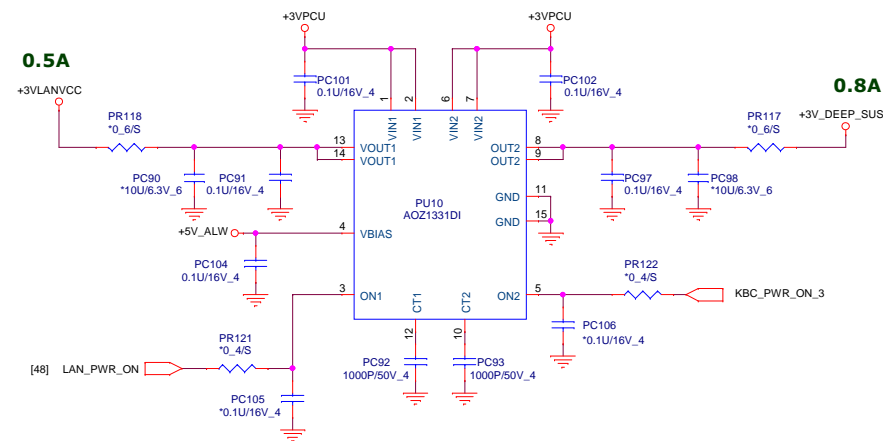 +3VPCU
+3VPCU
0.5A
0.8A
+3VLANVCC
+3V_DEEP_SUS
PC101
0.1U/16V_4
PC102
0.1U/16V_4
1
2
6
7
VIN1
VIN1
VIN2
VIN2
PR118
*0_6/S
PR117
*0_6/S
13
14
VOUT1
VOUT1
OUT2
OUT2
8
9
PC90
*10U/6.3V_6
PC91
0.1U/16V_4
PC97
0.1U/16V_4
PC98
*10U/6.3V_6
PU10
AOZ1331DI
GND
GND
11
15
+5V_ALW
4
VBIAS
PC104
0.1U/16V_4
3
ON1
CT1
CT2
ON2
5
PR122
*0_4/S
KBC_PWR_ON_3
12
10
PC106
*0.1U/16V_4
PR121
*0_4/S
[48] LAN_PWR_ON
PC92
1000P/50V_4
PC93
1000P/50V_4
PC105
*0.1U/16V_4